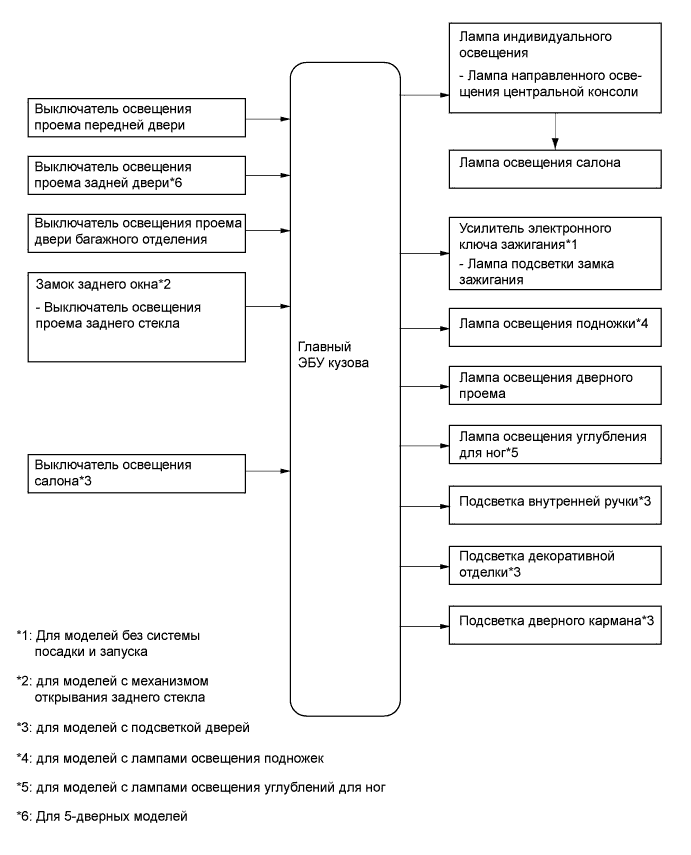 Выключатель освещения
проема передней двери
Выключатель освещения
проема задней двери*6
Выключатель освещения проема
двери багажного отделения
Замок заднего окна*2
- Выключатель освещения
проема заднего стекла
Выключатель освещения
салона*3
Главный
ЭБУ кузова
Лампа индивидуального
освещения
- Лампа направленного осве-
щения центральной консоли
Лампа освещения салона
Усилитель электронного
ключа зажигания*1
- Лампа подсветки замка
зажигания
Лампа освещения подножки*4
Лампа освещения дверного
проема
Лампа освещения углубления
для ног*5
Подсветка внутренней ручки*3
Подсветка декоративной
отделки*3
Подсветка дверного кармана*3
*1: Для моделей без системы
посадки и запуска
*2: для моделей с механизмом
открывания заднего стекла
*3: для моделей с подсветкой дверей
*4: для моделей с лампами освещения подножек
*5: для моделей с лампами освещения углублений для ног
*6: Для 5-дверных моделей